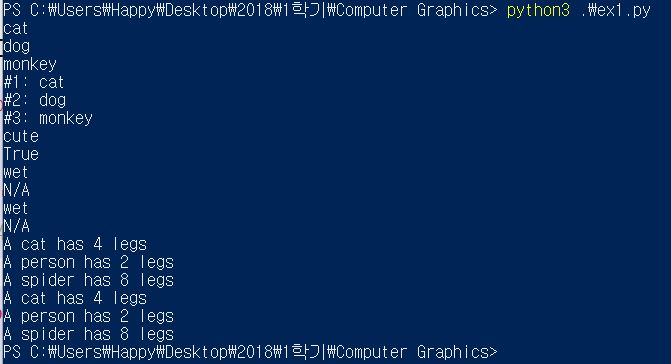 PS C:₩Users₩Happy₩Desktop₩2018₩1학기₩Computer Graphics> python3 .₩ex1.py
cat
dog
monkey
#1: cat
#2: dog
#3: monkey
cute
True
wet
N/A
wet
N/A
A cat has 4 legs
A person has 2 legs
A spider has 8 legs
A cat has 4 legs
A person has 2 legs
A spider has 8 legs
PS C:₩Users₩Happy₩Desktop₩2018₩1학기₩Computer Graphics>